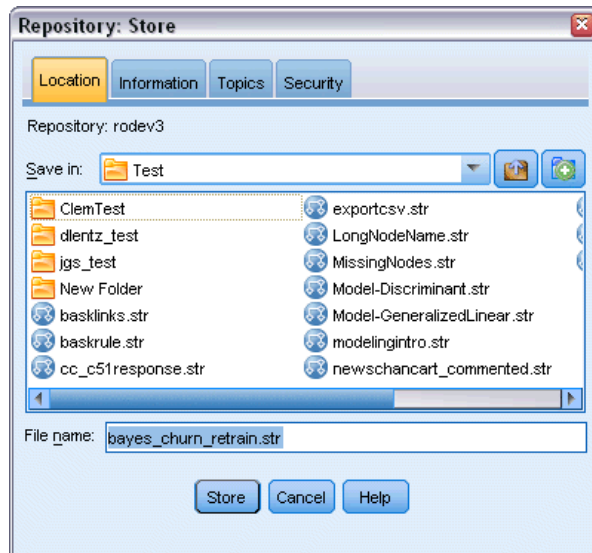 Repository: Store
Location Information Topics Security
Repository: rodev3
Save in: Test
ClemTest
dlentz_test
jgs_test
New Folder
basklinks.str
baskrule.str
cc_c51response.str
exportcsv.str
LongNodeName.str
MissingNodes.str
Model-Discriminant.str
Model-GeneralizedLinear.str
modelingintro.str
newschancart_commented.str
File name: bayes_churn_retrain.str
Store Cancel Help